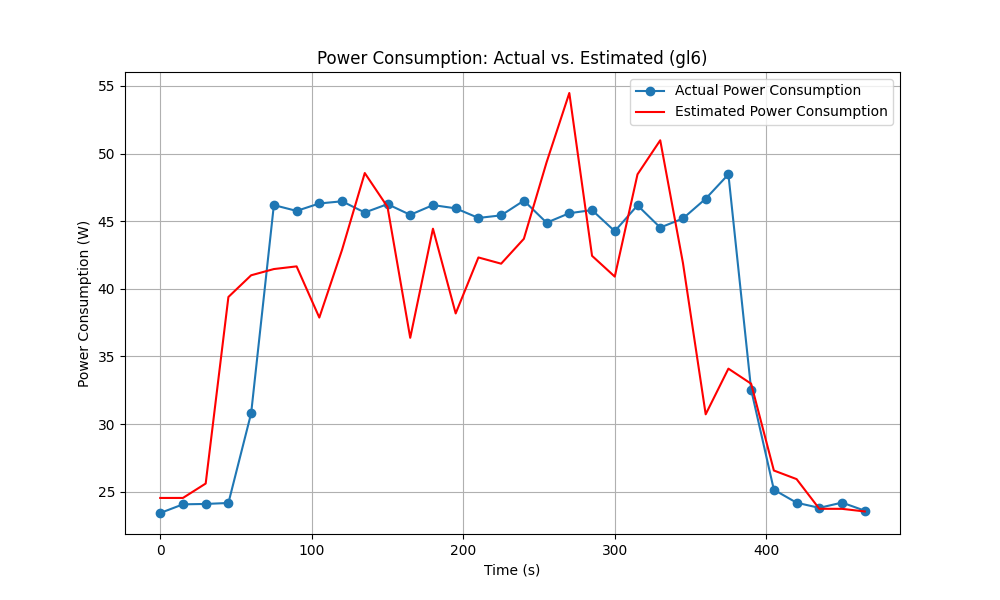 Power Consumption: Actual vs. Estimated (gl6)
Actual Power Consumption
Estimated Power Consumption
Power Consumption (W)
55
50
45
40
35
30
25
0 100 200 300 400
Time (s)